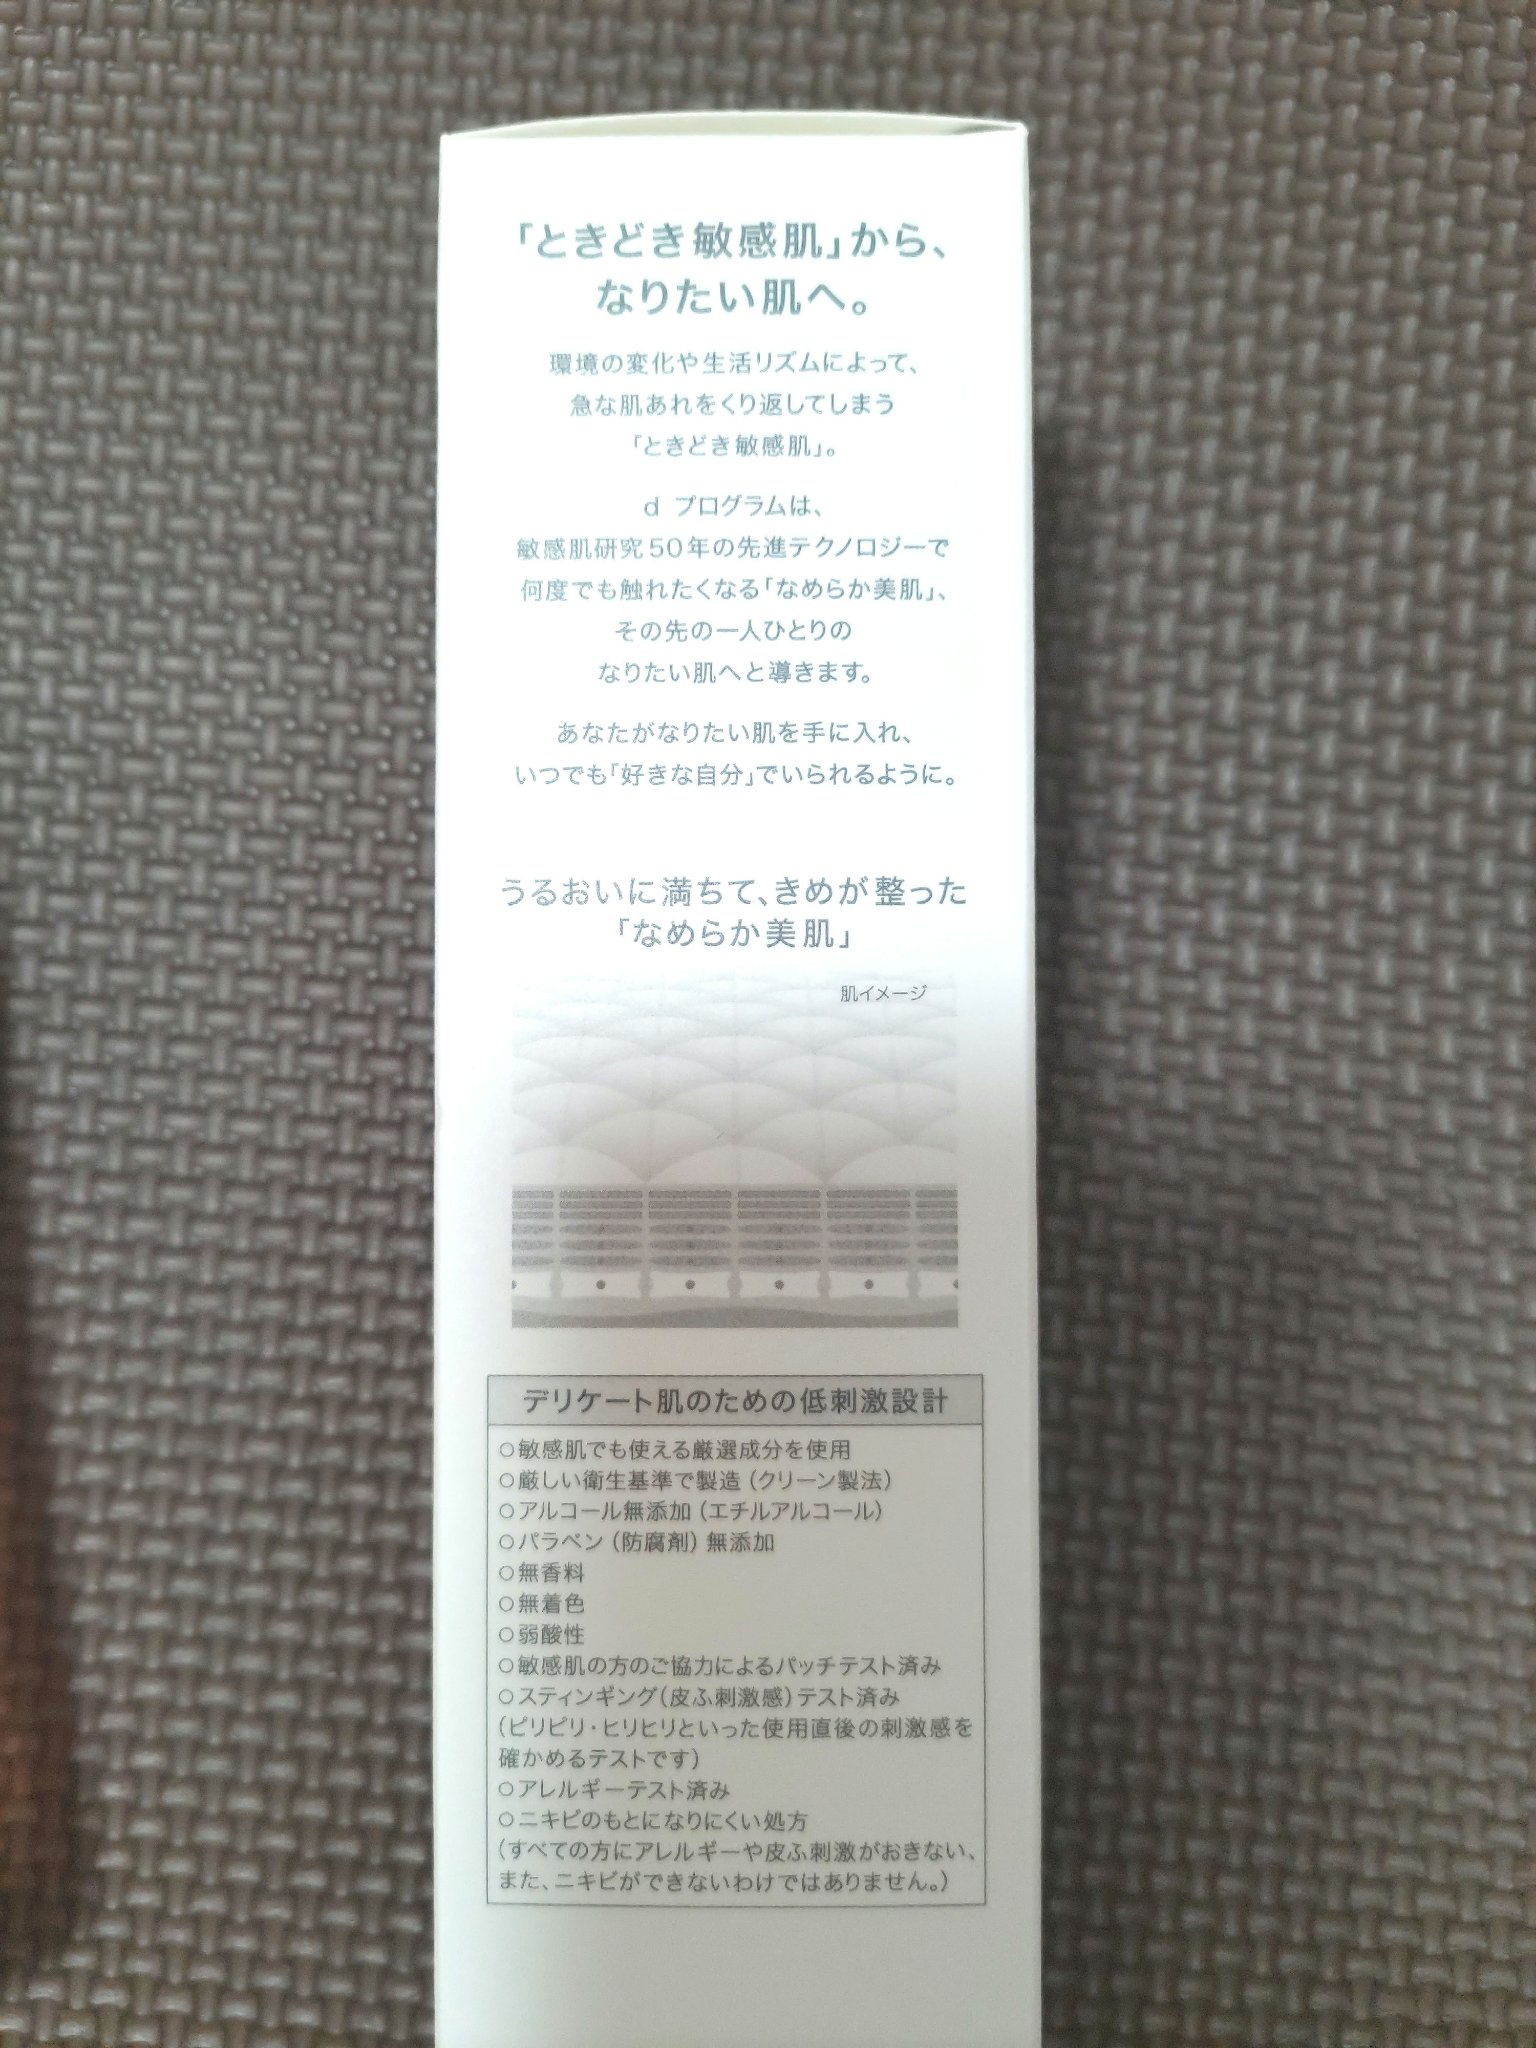 「ときどき敏感肌」から、
なりたい肌へ。
環境の変化や生活リズムによって、
急な肌あれをくり返してしまう
「ときどき敏感肌」。
d プログラムは、
敏感肌研究50年の先進テクノロジーで
何度でも触れたくなる「なめらか美肌」、
その先の一人ひとりの
なりたい肌へと導きます。
あなたがなりたい肌を手に入れ、
いつでも「好きな自分」でいられるように。
うるおいに満ちて、きめが整った
「なめらか美肌」
肌イメージ
デリケート肌のための低刺激設計
○敏感肌でも使える厳選成分を使用
○厳しい衛生基準で製造（クリーン製法）
○アルコール無添加（エチルアルコール）
○パラベン（防腐剤）無添加
○無香料
○無着色
○弱酸性
○敏感肌の方のご協力によるパッチテスト済み
○スティンギング（皮ふ刺激感）テスト済み
（ピリピリ・ヒリヒリといった使用直後の刺激感を
確かめるテストです）
○アレルギーテスト済み
○ニキビのもとになりにくい処方
（すべての方にアレルギーや皮ふ刺激がおきない、
また、ニキビができないわけではありません。）